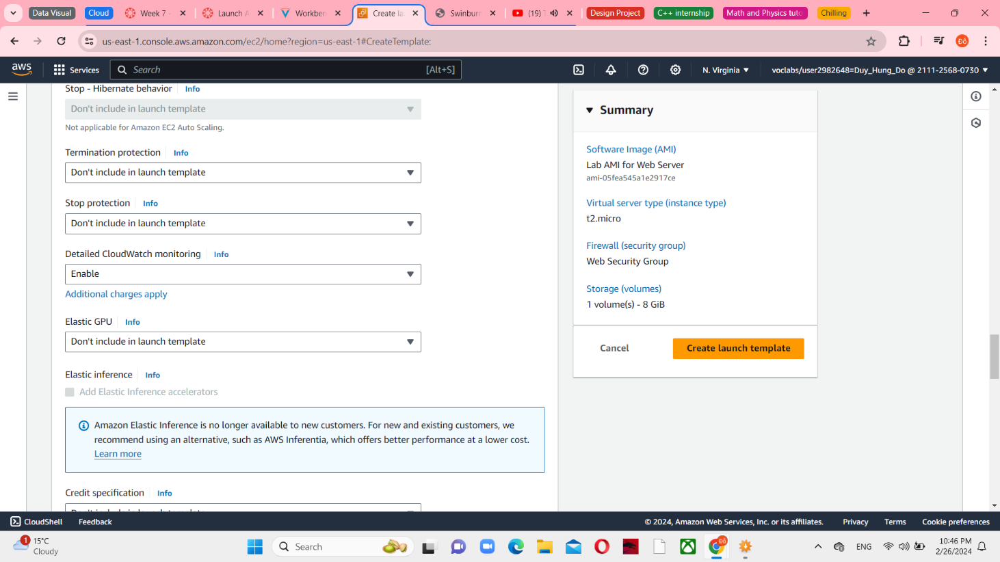 Data Visual
Cloud
Week 7 -
Launch A
Workben
Create la
Swinburn
(19) T
Design Project
C++ internship
Math and Physics tuto
Chilling
us-east-1.console.aws.amazon.com/ec2/home?region=us-east-1#CreateTemplate:
Đô
aws
Services
Search
[Alt+S]
N. Virginia
voclabs/user2982648=Duy_Hung_Do @ 2111-2568-0730
Stop - Hibernate behavior
Info
Don't include in launch template
Not applicable for Amazon EC2 Auto Scaling.
Termination protection
Info
Don't include in launch template
Stop protection
Info
Don't include in launch template
Detailed CloudWatch monitoring
Info
Enable
Additional charges apply
Elastic GPU
Info
Don't include in launch template
Elastic inference
Info
Add Elastic Inference accelerators
Amazon Elastic Inference is no longer available to new customers. For new and existing customers, we
recommend using an alternative, such as AWS Inferentia, which offers better performance at a lower cost.
Learn more
Credit specification
Info
Summary
Software Image (AMI)
Lab AMI for Web Server
ami-05fea545a1e2917ce
Virtual server type (instance type)
t2.micro
Firewall (security group)
Web Security Group
Storage (volumes)
1 volume(s) - 8 GiB
Cancel
Create launch template
CloudShell
Feedback
© 2024, Amazon Web Services, Inc. or its affiliates.
Privacy
Terms
Cookie preferences
1
15°C
Cloudy
Search
Đô
ENG
10:46 PM
2/26/2024